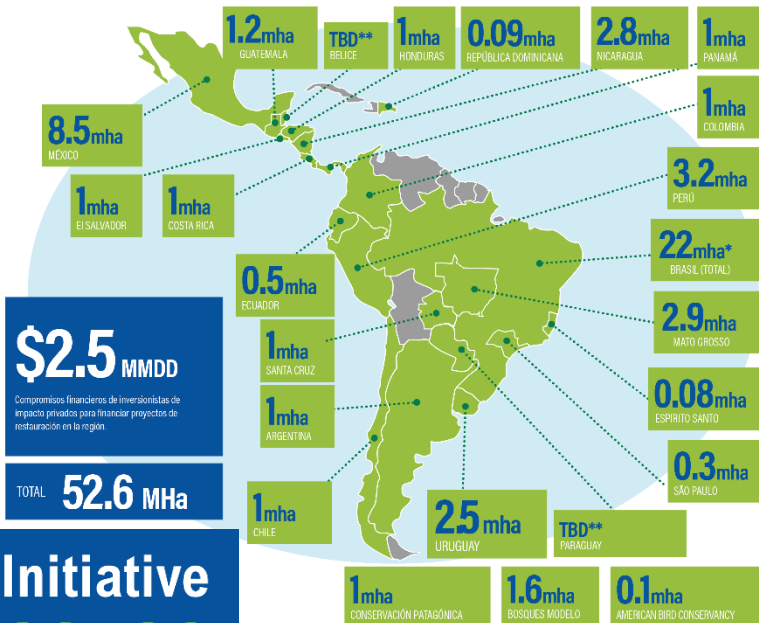 1.2mha
GUATEMALA
TBD**
BELICE
1mha
HONDURAS
0.09mha
REPÚBLICA DOMINICANA
2.8mha
NICARAGUA
1mha
PANAMÁ
8.5mha
MÉXICO
1mha
COLOMBIA
1mha
El SALVADOR
1mha
COSTA RICA
3.2mha
PERÚ
22mha*
BRASIL (TOTAL)
0.5mha
ECUADOR
2.9mha
MATO GROSSO
$2.5 MMDD
Compromisos financieros de inversionistas de
impacto privados para financiar proyectos de
restauración en la región.
1mha
SANTA CRUZ
0.08mha
ESPIRITO SANTO
1mha
ARGENTINA
0.3mha
SÃO PAULO
TOTAL 52.6 MHa
1mha
CHILE
2.5mha
URUGUAY
TBD**
PARAGUAY
Initiative
1mha
CONSERVACIÓN PATAGÓNICA
1.6mha
BOSQUES MODELO
0.1mha
AMERICAN BIRD CONSERVANCY